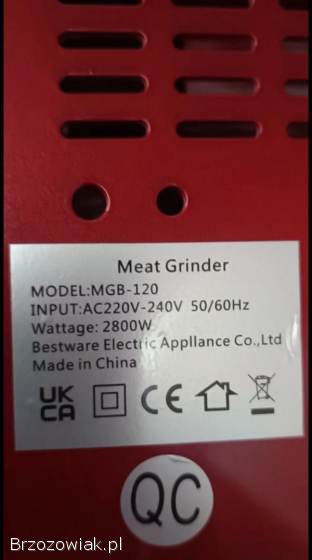 Meat Grinder
MODEL:MGB-120
INPUT:AC220V-240V 50/60Hz
Wattage: 2800W
Bestware Electric Appllance Co.,Ltd
Made in China
UK
CA
CE
QC
Brzozowiak.pl